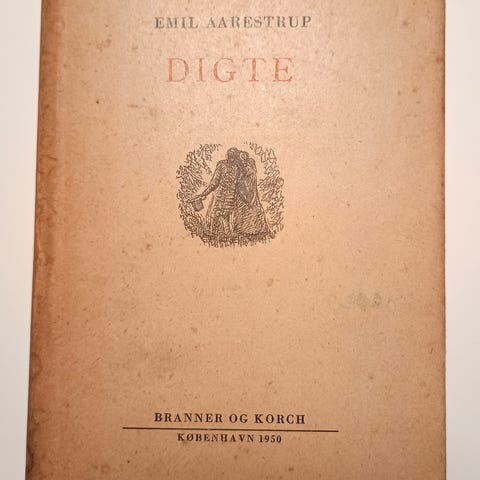 EMIL AARESTRUP
DIGTE
BRANNER OG KORCH
KØBENHAVN 1950